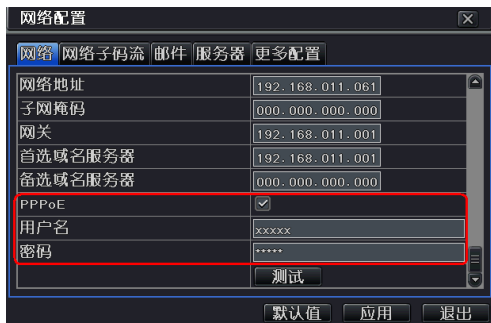 网络配置
网络 网络子码流 邮件 服务器 更多配置
网络地址 192.168.011.061
子网掩码 000.000.000.000
网关 192.168.011.001
首选域名服务器 192.168.011.001
备选域名服务器 000.000.000.000
PPPoE
用户名 xxxxx
密码 *****
测试
默认值 应用 退出